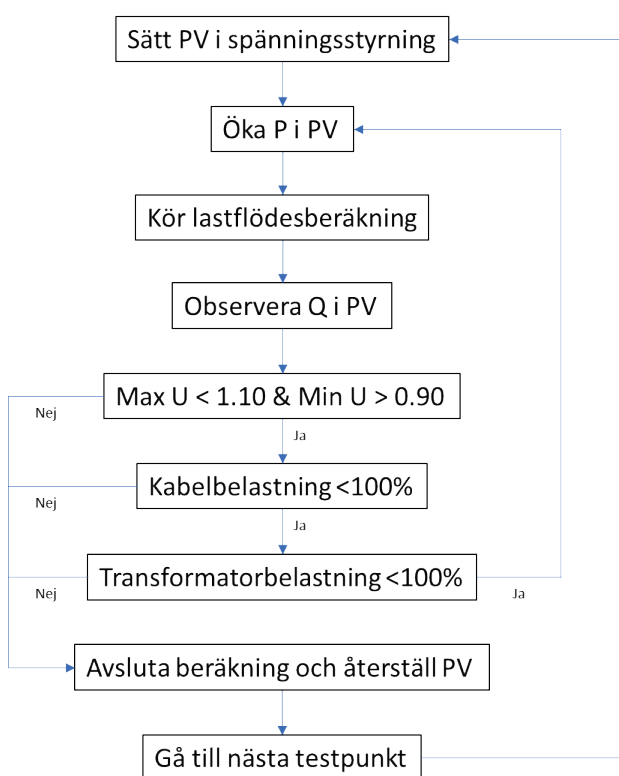 Sätt PV i spänningsstyrning
Öka P i PV
Kör lastflödesberäkning
Observera Q i PV
Max U < 1.10 & Min U > 0.90
Nej
Ja
Kabelbelastning <100%
Nej
Ja
Transformatorbelastning <100%
Nej
Ja
Avsluta beräkning och återställ PV
Gå till nästa testpunkt